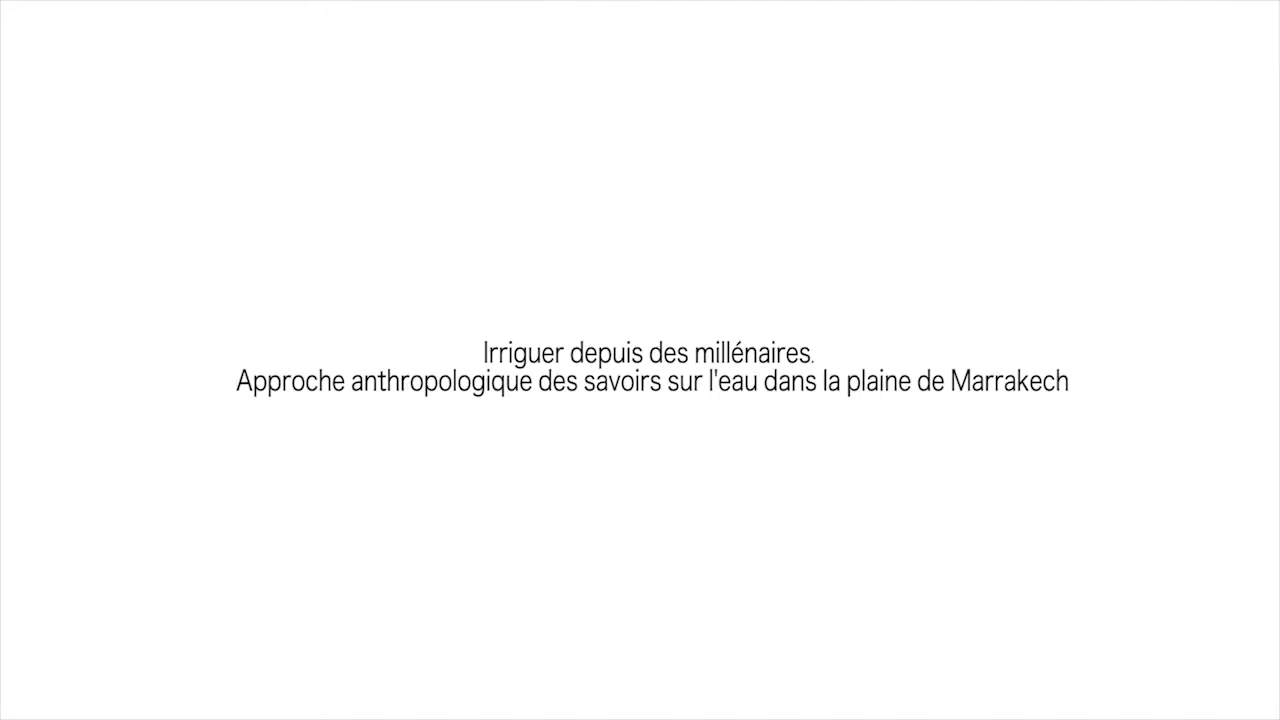 Irriguer depuis des millénaires.
Approche anthropologique des savoirs sur l'eau dans la plaine de Marrakech